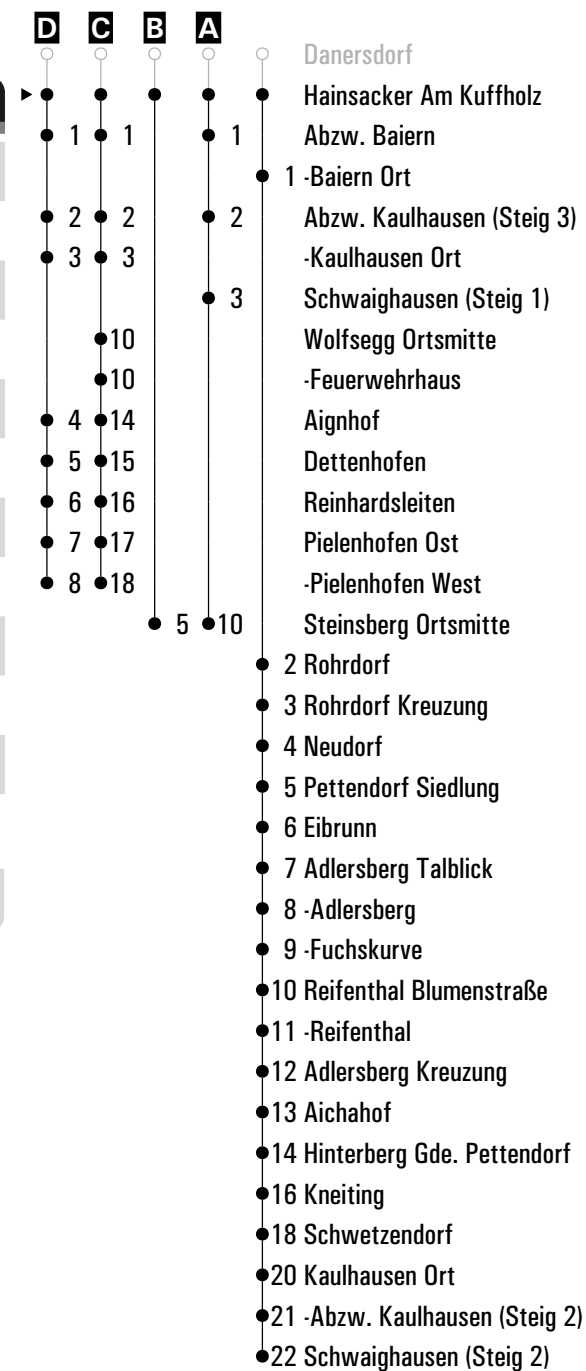 D C B A
Danersdorf
Hainsacker Am Kuffholz
1 1 1 Abzw. Baiern
1 -Baiern Ort
2 2 2 Abzw. Kaulhausen (Steig 3)
3 3 -Kaulhausen Ort
3 Schwaighausen (Steig 1)
10 Wolfsegg Ortsmitte
10 -Feuerwehrhaus
4 14 Aignhof
5 15 Dettenhofen
6 16 Reinhardsleiten
7 17 Pielenhofen Ost
8 18 -Pielenhofen West
5 10 Steinsberg Ortsmitte
2 Rohrdorf
3 Rohrdorf Kreuzung
4 Neudorf
5 Pettendorf Siedlung
6 Eibrunn
7 Adlersberg Talblick
8 -Adlersberg
9 -Fuchskurve
10 Reifenthal Blumenstraße
11 -Reifenthal
12 Adlersberg Kreuzung
13 Aichahof
14 Hinterberg Gde. Pettendorf
16 Kneiting
18 Schwetzendorf
20 Kaulhausen Ort
21 -Abzw. Kaulhausen (Steig 2)
22 Schwaighausen (Steig 2)